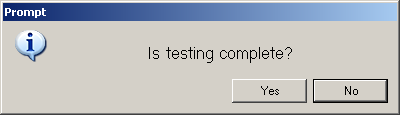 Prompt
Is testing complete?
Yes No